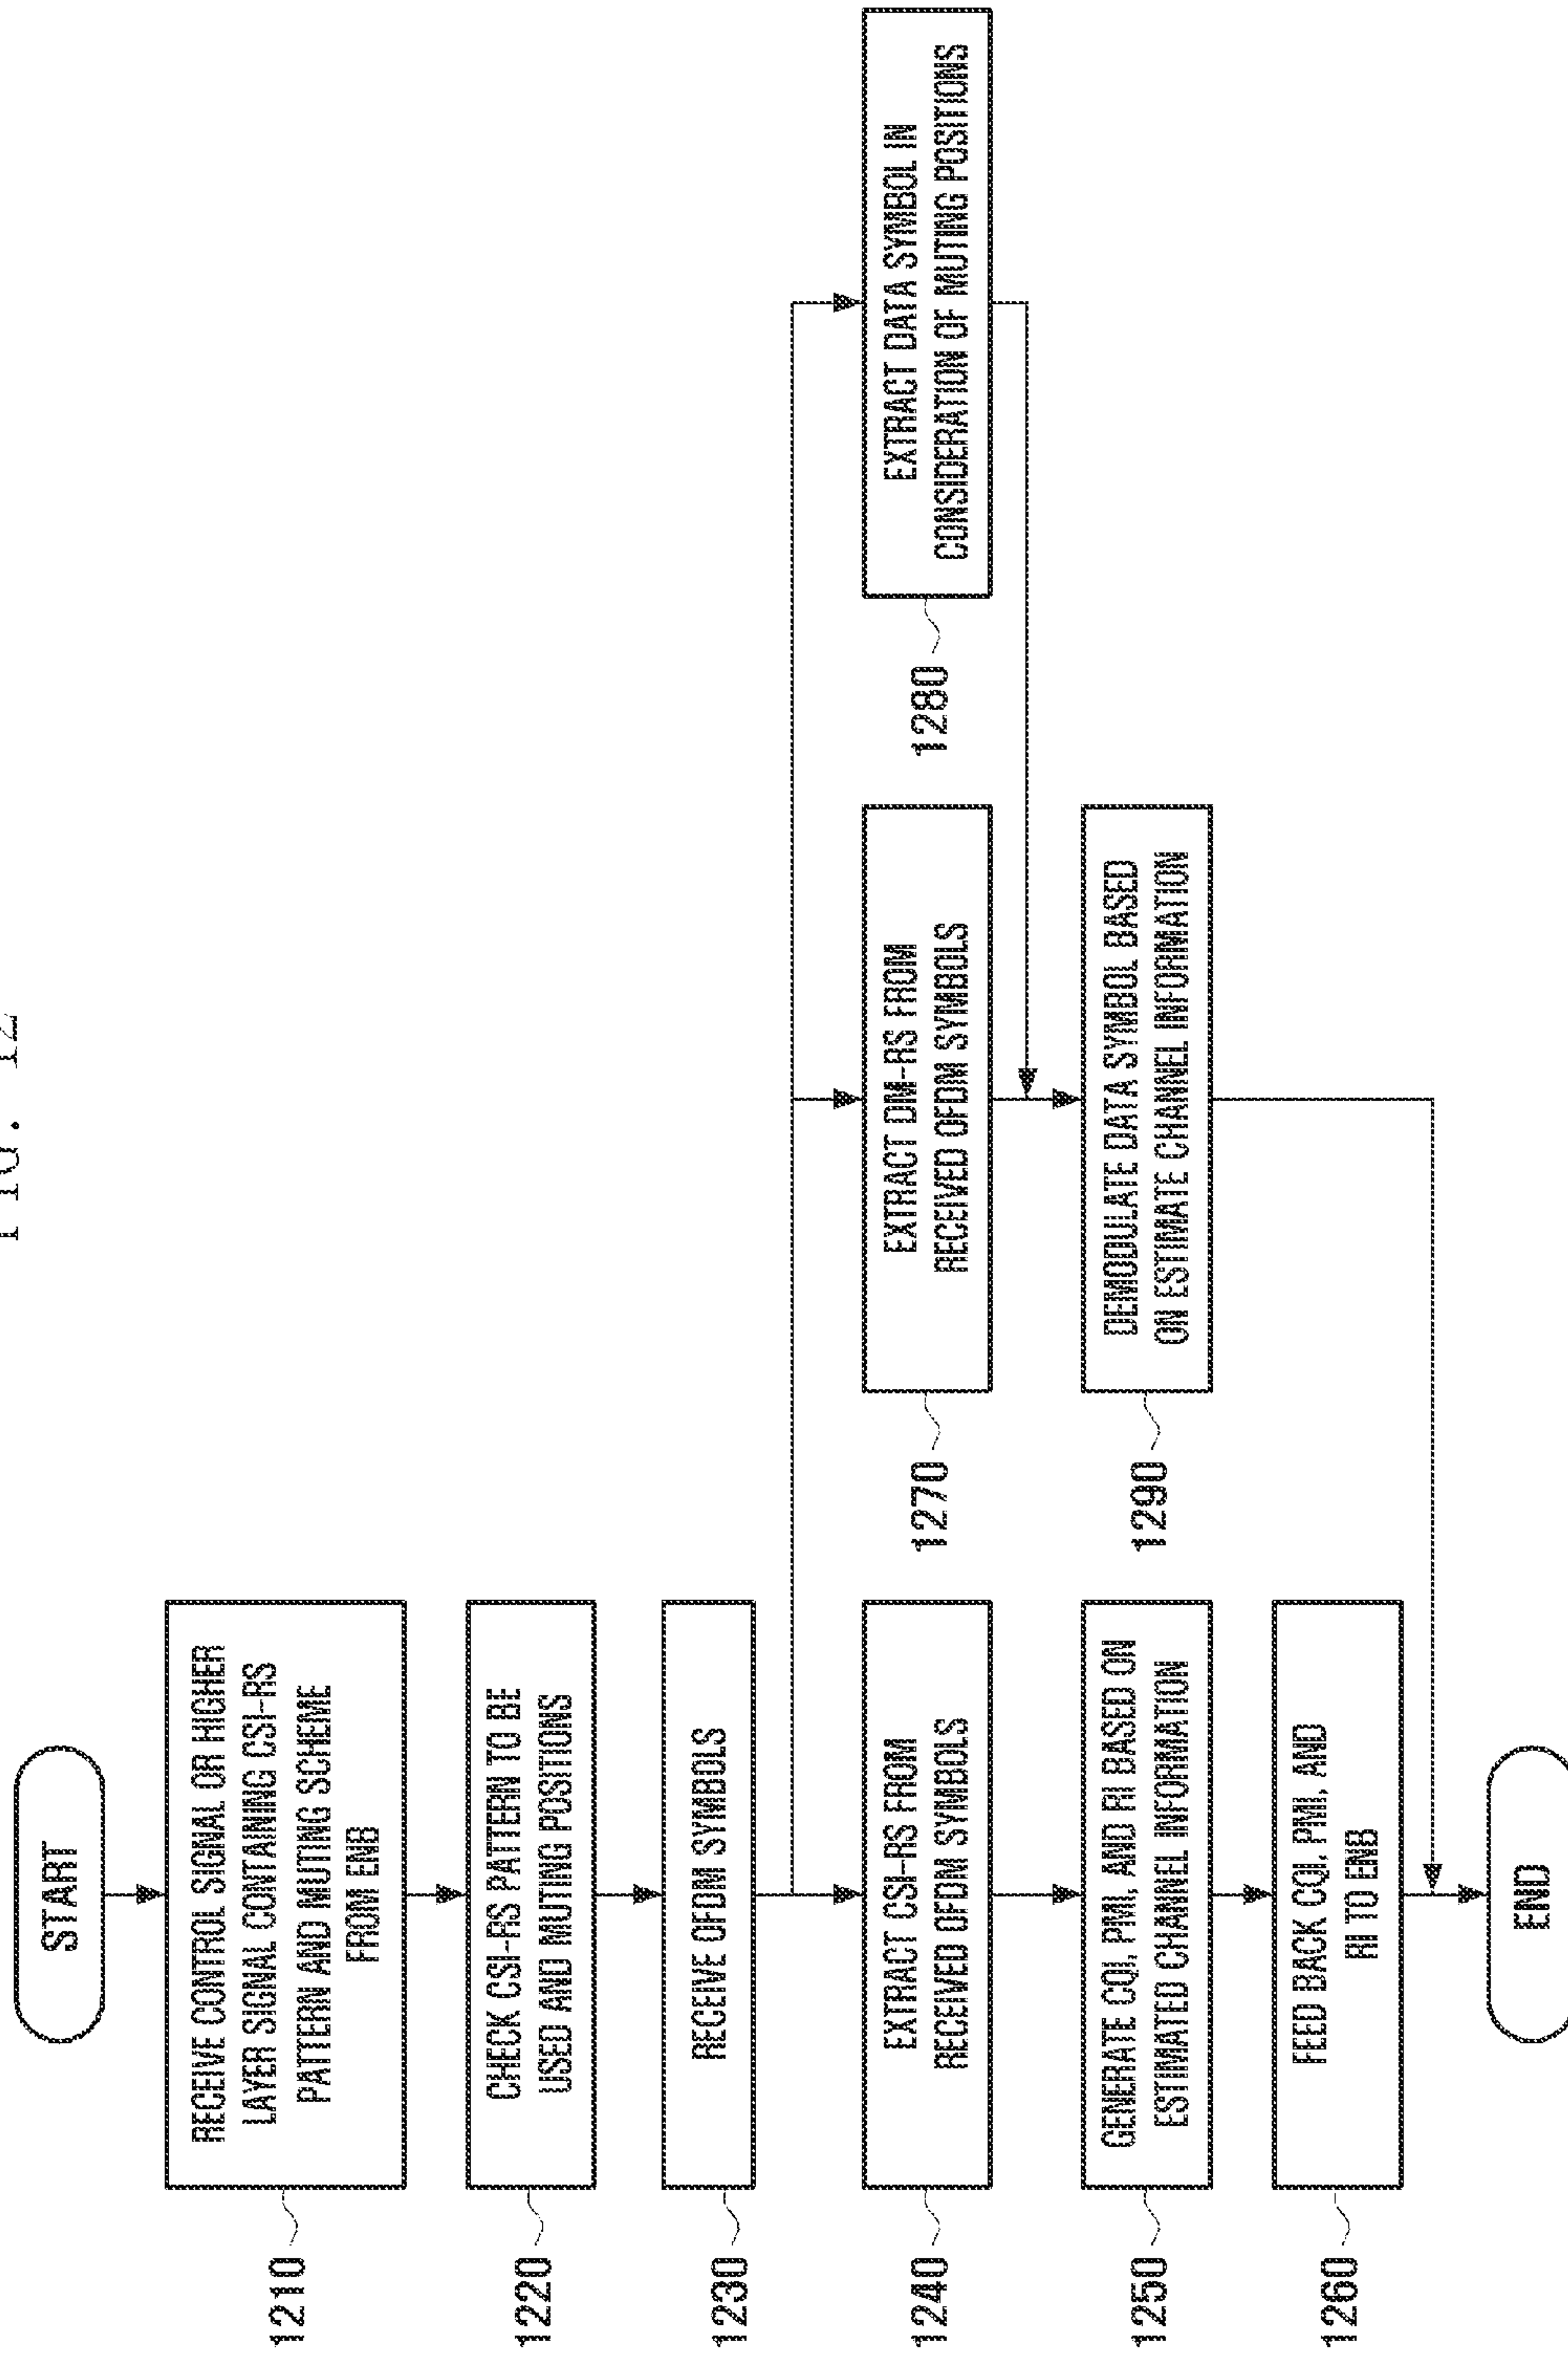 FIG. 12
START
1210
RECEIVE CONTROL SIGNAL OR HIGHER
LAYER SIGNAL CONTAINING CSI-RS
PATTERN AND MUTING SCHEME
FROM ENB
1220
CHECK CSI-RS PATTERN TO BE
USED AND MUTING POSITIONS
1230
RECEIVE OFDM SYMBOLS
1240
EXTRACT CSI-RS FROM
RECEIVED OFDM SYMBOLS
1270
EXTRACT DM-RS FROM
RECEIVED OFDM SYMBOLS
1280
EXTRACT DATA SYMBOL IN
CONSIDERATION OF MUTING POSITIONS
1250
GENERATE CQI, PMI, AND RI BASED ON
ESTIMATED CHANNEL INFORMATION
1290
DEMODULATE DATA SYMBOL BASED
ON ESTIMATE CHANNEL INFORMATION
1260
FEED BACK CQI, PMI, AND
RI TO ENB
END